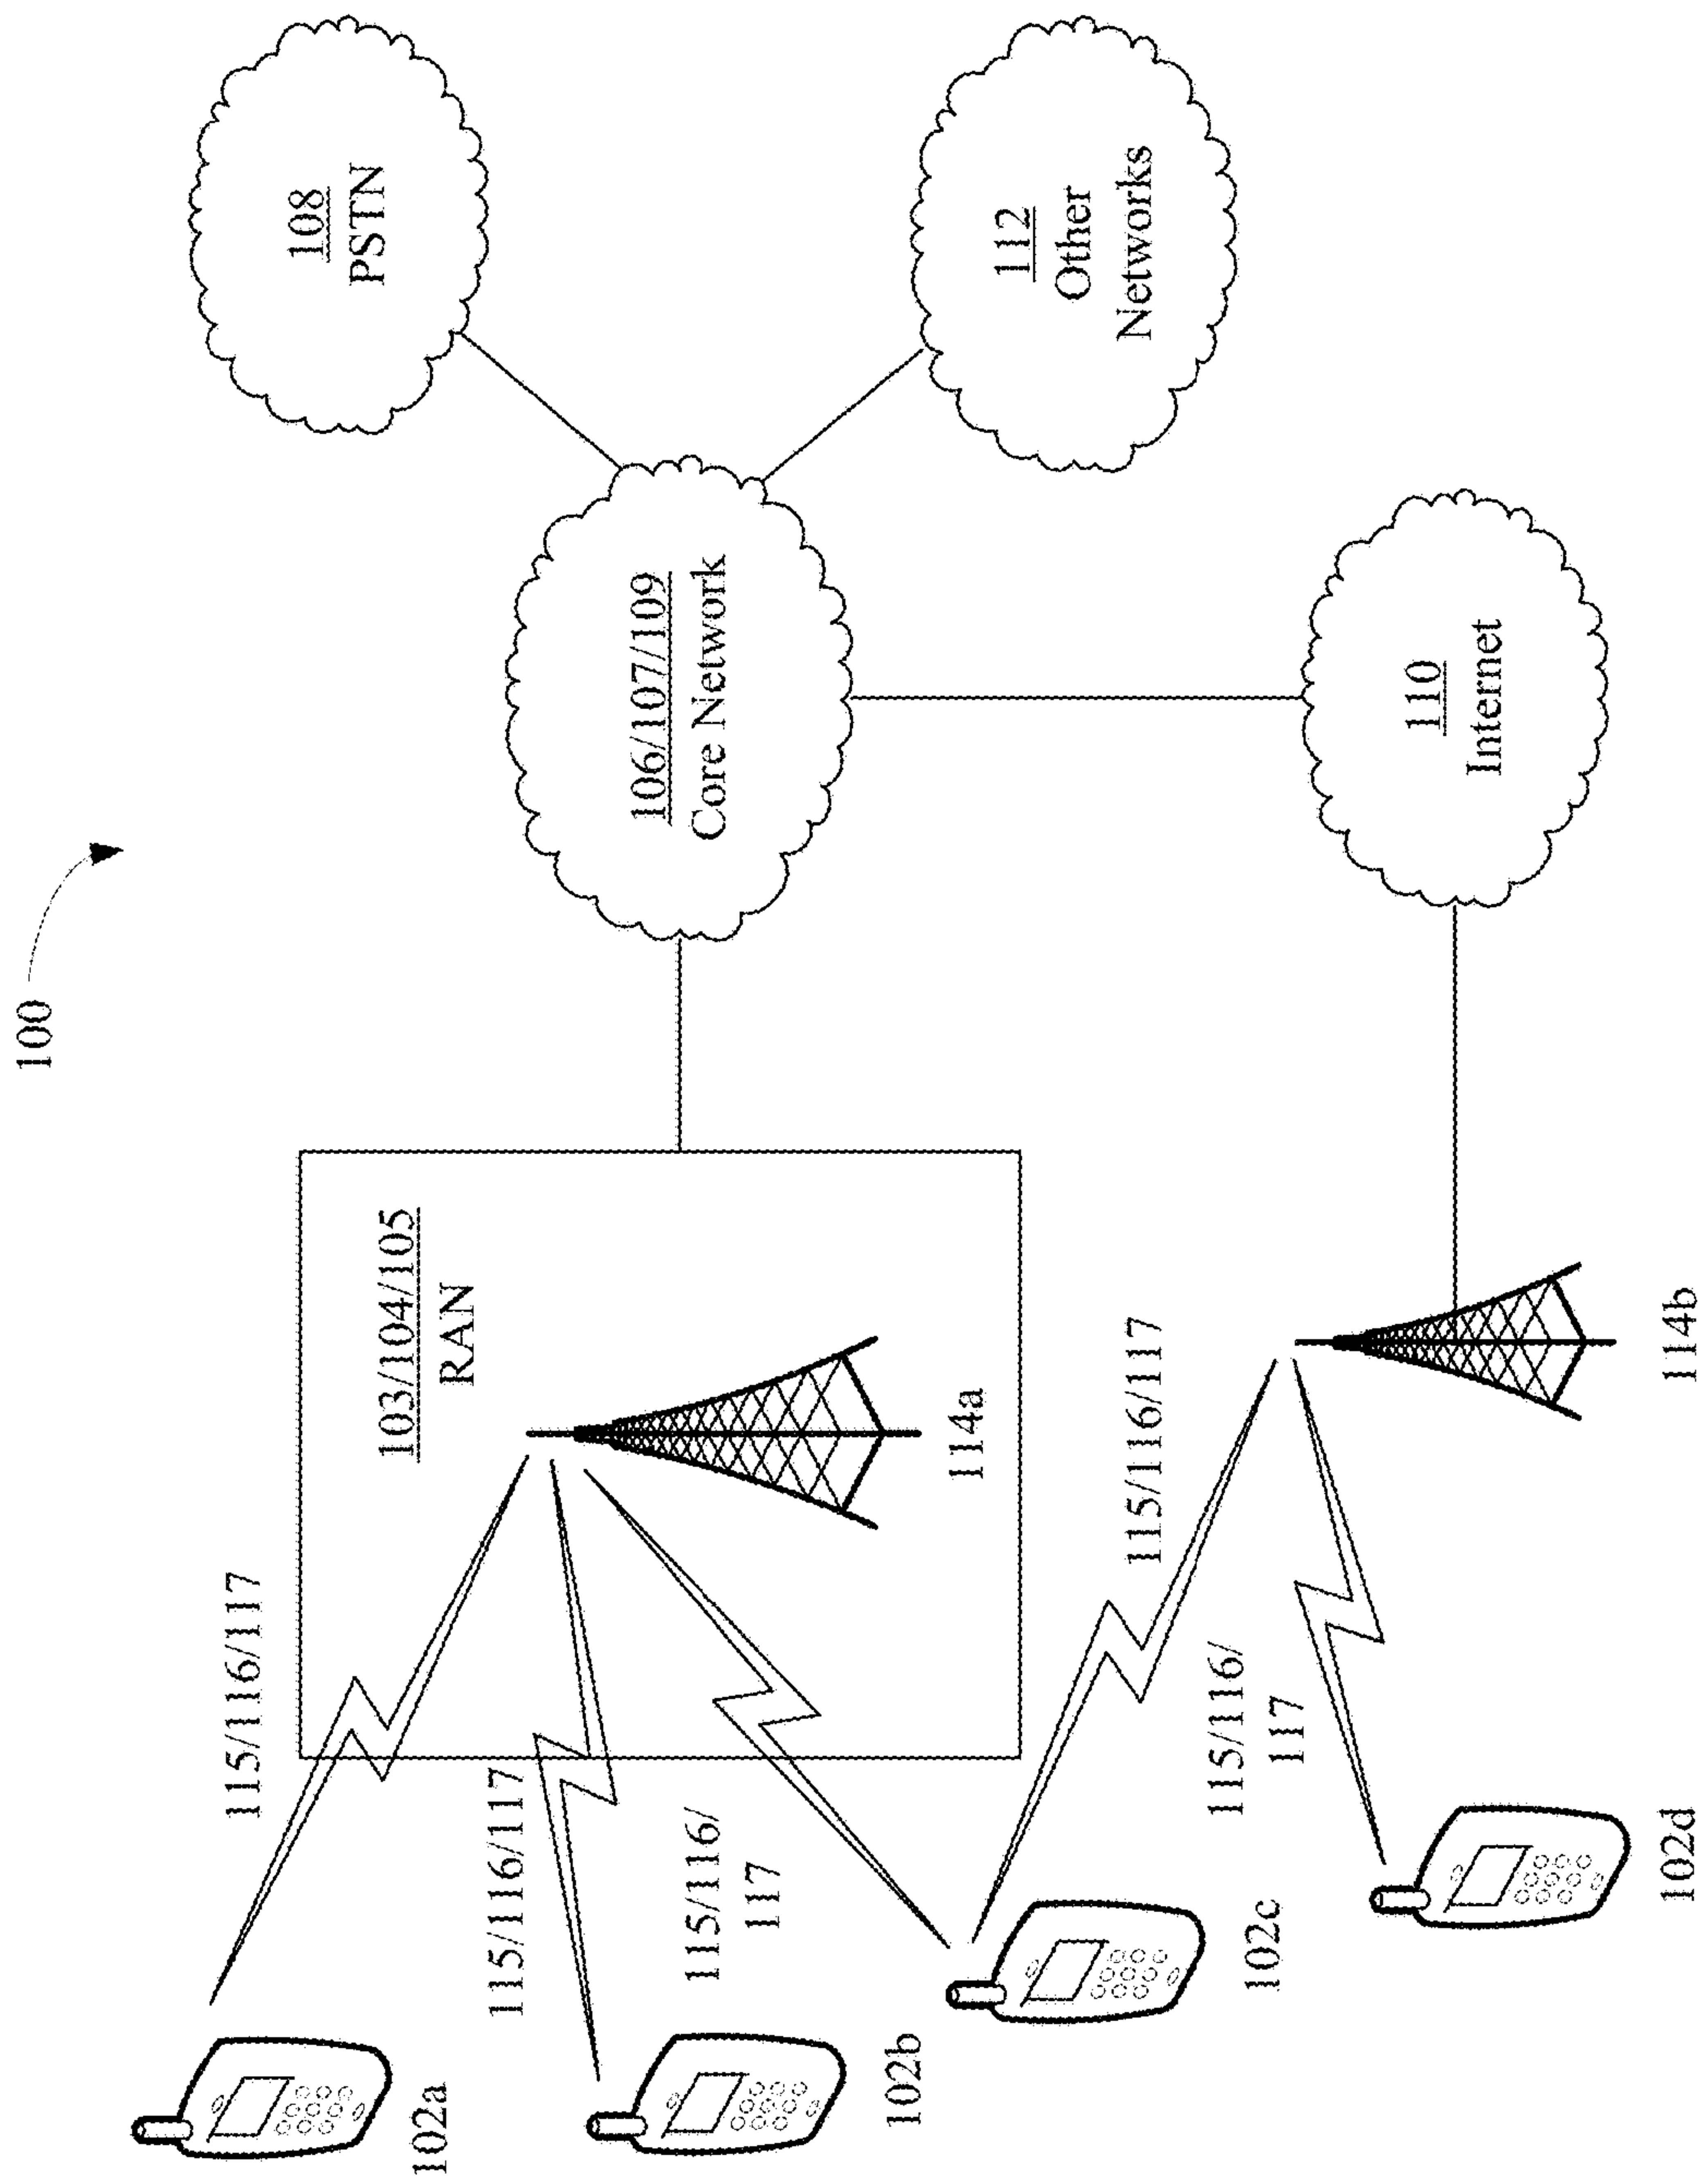 100
115/116/117
103/104/105
RAN
102a
115/116/117
114a
106/107/109
Core Network
108
PSTN
102b
115/116/
117
112
Other
Networks
102c
115/116/117
115/116/
117
110
Internet
102d
114b